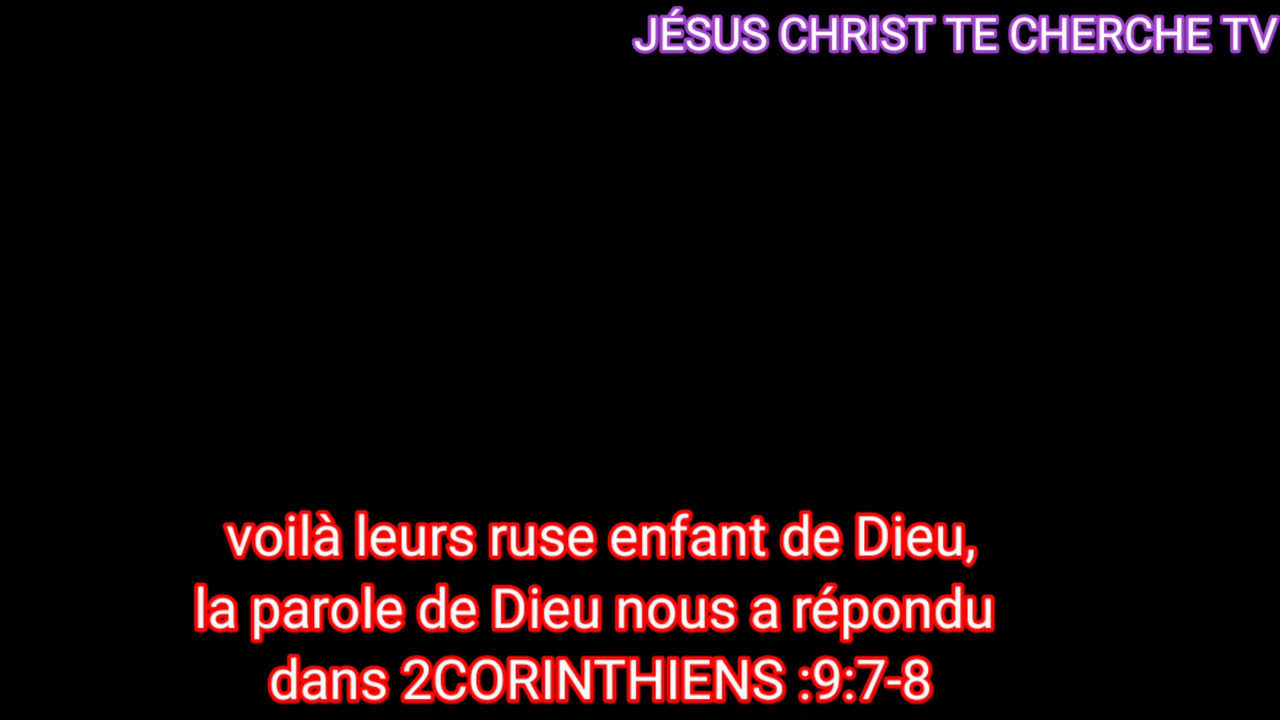 JÉSUS CHRIST TE CHERCHE TV
voilà leurs ruse enfant de Dieu,
la parole de Dieu nous a répondu
dans 2CORINTHIENS :9:7-8